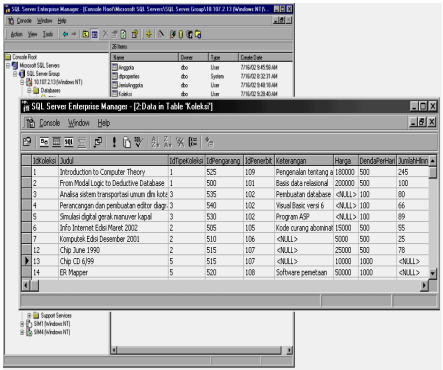 SQL Server Enterprise Manager - [Console Root\Microsoft SQL Servers\SQL Server Group\10.107.2.13 (Windows NT)\...
Console Window Help
Action View Tools
26 Items
Console Root
Microsoft SQL Servers
SQL Server Group
10.107.2.13 (Windows NT)
Databases
Name Owner Type Create Date
Anggota dbo User 7/16/02 9:45:59 AM
dtproperties dbo System 7/16/02 8:32:31 AM
JenisAnggota dbo User 7/16/02 9:48:18 AM
Koleksi dbo User 7/16/02 9:28:40 AM
SQL Server Enterprise Manager - [2:Data in Table 'Koleksi']
Console Window Help
IdKoleksi Judul IdTipeKoleksi IdPengarang IdPenerbit Keterangan Harga DendaPerHari JumlahHmn
1 Introduction to Computer Theory 1 525 109 Pengenalan tentang a 180000 500 245
2 From Modal Logic to Deductive Database 1 500 101 Basis data relasional 200000 500 100
3 Analisa sistem transportasi umum dlm kota 3 535 102 Pembuatan database <NULL> 100 80
4 Perancangan dan pembuatan editor diagr 3 540 102 Visual Basic versi 6 <NULL> 100 66
5 Simulasi digital gerak manuver kapal 3 530 102 Program ASP <NULL> 100 89
6 Info Internet Edisi Maret 2002 2 505 105 Kode curang abominat 15000 500 55
7 Komputek Edisi Desember 2001 2 510 106 <NULL> 5000 500 25
12 Chip June 1990 2 515 107 <NULL> 25000 500 78
13 Chip CD 6/99 5 515 107 <NULL> 10000 1000 <NULL>
14 ER Mapper 5 520 108 Software pemetaan 50000 1000 <NULL>
Support Services
SIM1 (Windows NT)
SIM4 (Windows NT)